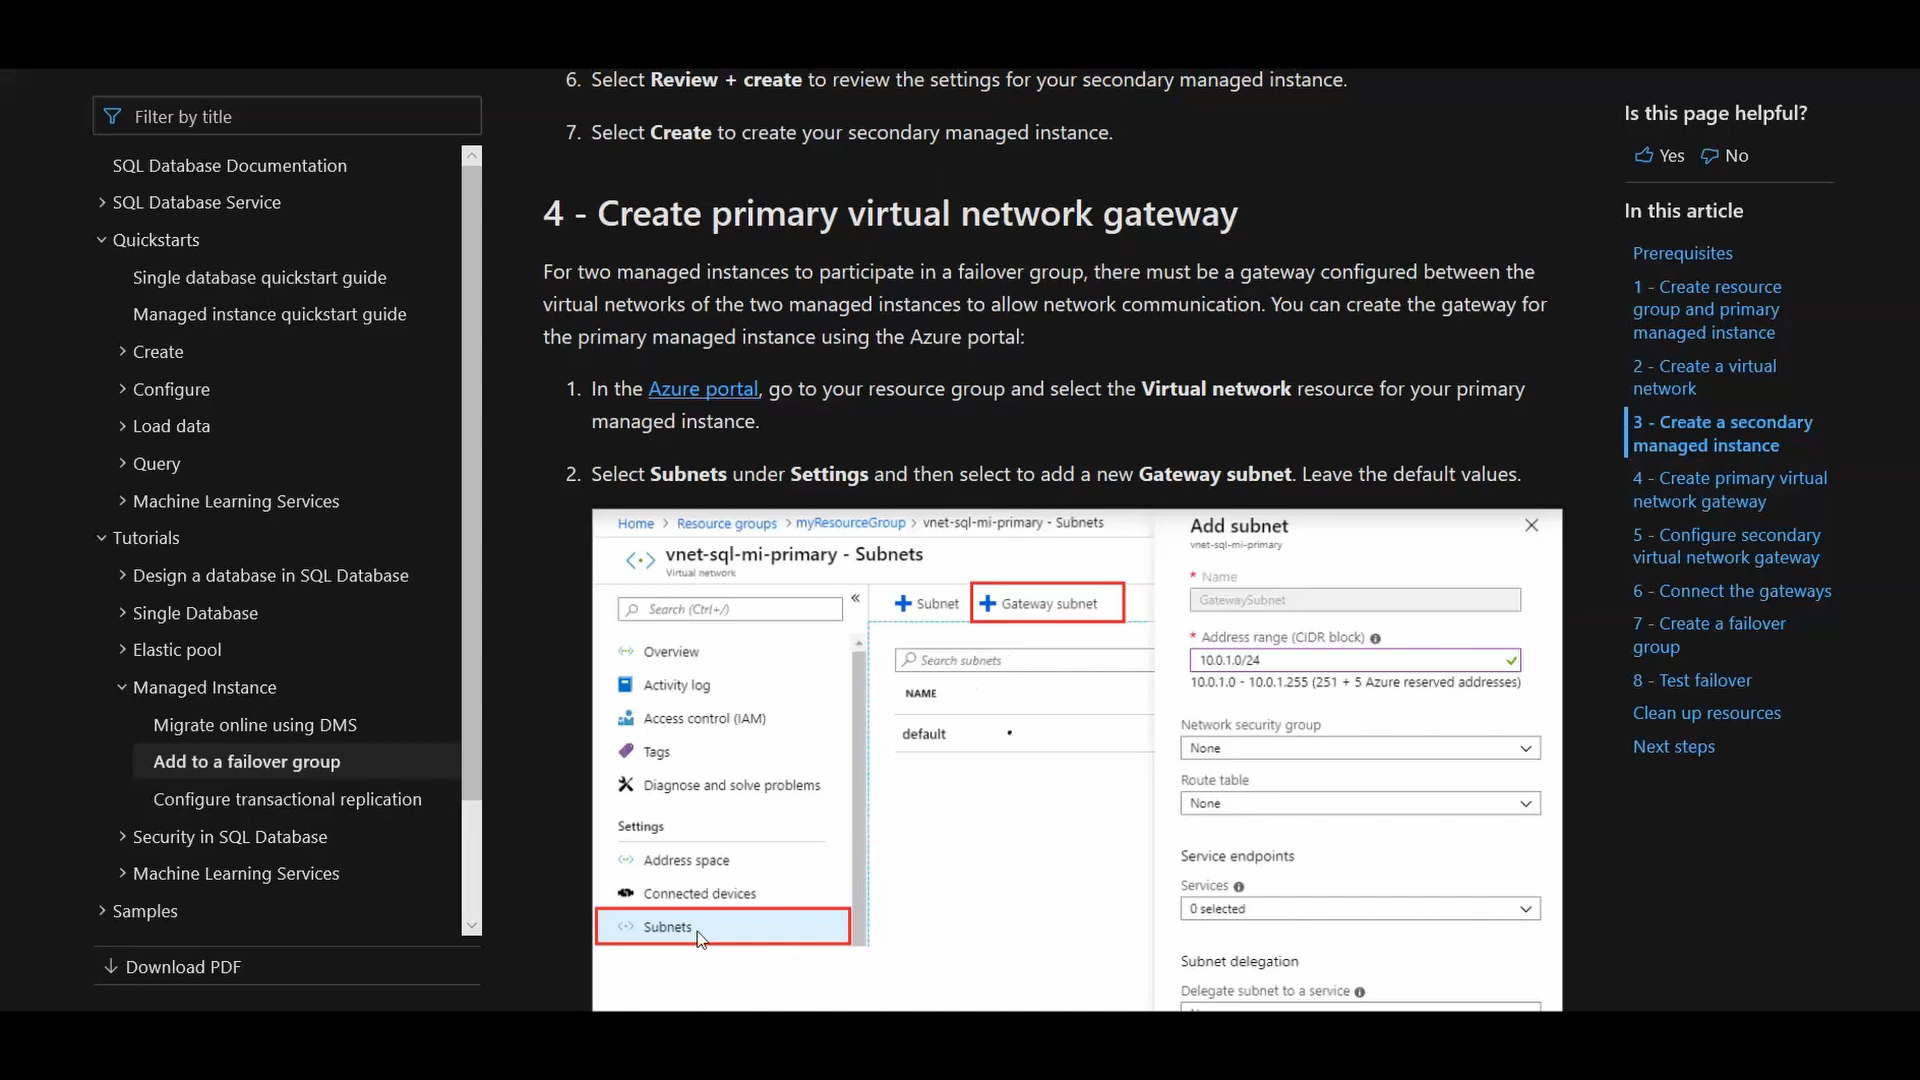 Filter by title
SQL Database Documentation
SQL Database Service
Quickstarts
Single database quickstart guide
Managed instance quickstart guide
Create
Configure
Load data
Query
Machine Learning Services
Tutorials
Design a database in SQL Database
Single Database
Elastic pool
Managed Instance
Migrate online using DMS
Add to a failover group
Configure transactional replication
Security in SQL Database
Machine Learning Services
Samples
Download PDF
6. Select Review + create to review the settings for your secondary managed instance.
7. Select Create to create your secondary managed instance.
4 - Create primary virtual network gateway
For two managed instances to participate in a failover group, there must be a gateway configured between the
virtual networks of the two managed instances to allow network communication. You can create the gateway for
the primary managed instance using the Azure portal:
1. In the Azure portal, go to your resource group and select the Virtual network resource for your primary
managed instance.
2. Select Subnets under Settings and then select to add a new Gateway subnet. Leave the default values.
Home > Resource groups > myResourceGroup > vnet-sql-mi-primary - Subnets
vnet-sql-mi-primary - Subnets
Virtual network
Search (Ctrl+/)
Overview
Activity log
Access control (IAM)
Tags
Diagnose and solve problems
Settings
Address space
Connected devices
Subnets
+ Subnet + Gateway subnet
Search subnets
NAME
default
Add subnet
vnet-sql-mi-primary
* Name
GatewaySubnet
* Address range (CIDR block)
10.0.1.0/24
10.0.1.0 - 10.0.1.255 (251 + 5 Azure reserved addresses)
Network security group
None
Route table
None
Service endpoints
Services
0 selected
Subnet delegation
Delegate subnet to a service
Is this page helpful?
Yes No
In this article
Prerequisites
1 - Create resource
group and primary
managed instance
2 - Create a virtual
network
3 - Create a secondary
managed instance
4 - Create primary virtual
network gateway
5 - Configure secondary
virtual network gateway
6 - Connect the gateways
7 - Create a failover
group
8 - Test failover
Clean up resources
Next steps